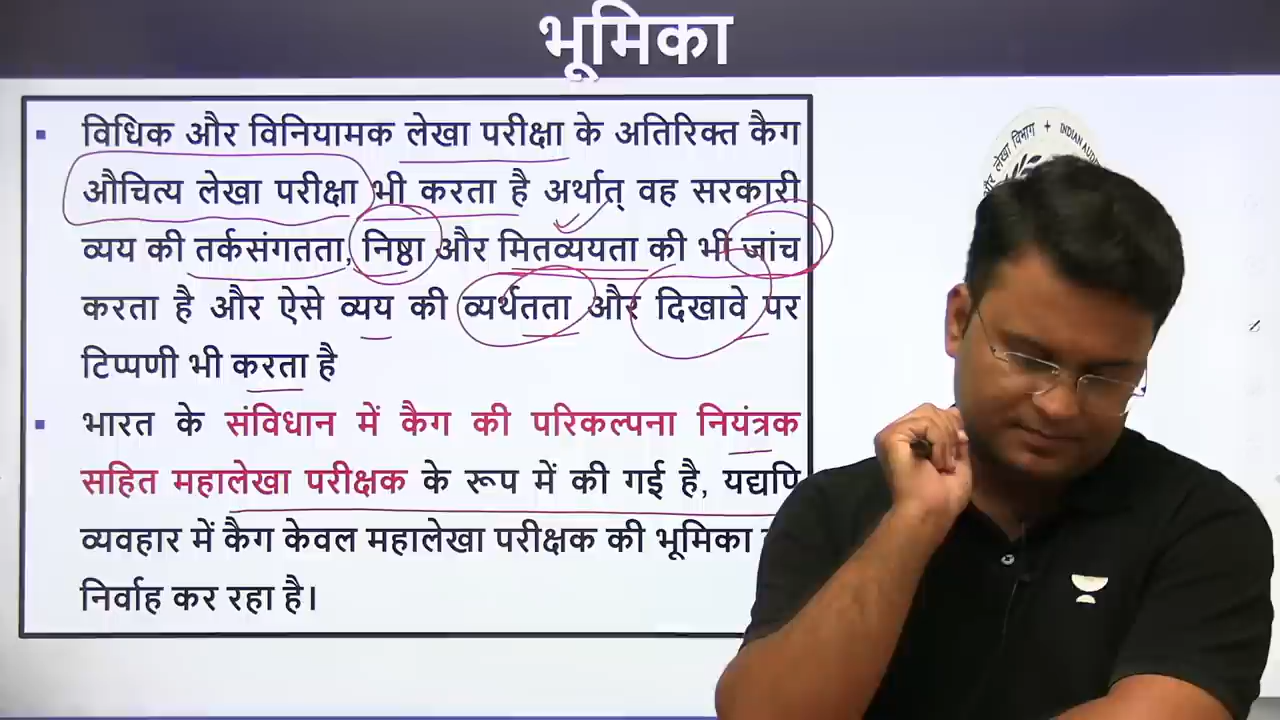 भूमिका
विधिक और विनियामक लेखा परीक्षा के अतिरिक्त कैग
औचित्य लेखा परीक्षा भी करता है अर्थात् वह सरकारी
व्यय की तर्कसंगतता, निष्ठा और मितव्ययता की भी जांच
करता है और ऐसे व्यय की व्यर्थतता और दिखावे पर
टिप्पणी भी करता है
भारत के संविधान में कैग की परिकल्पना नियंत्रक
सहित महालेखा परीक्षक के रूप में की गई है, यद्यपि
व्यवहार में कैग केवल महालेखा परीक्षक की भूमिका
निर्वाह कर रहा है।
लेखा विभाग + INDIAN